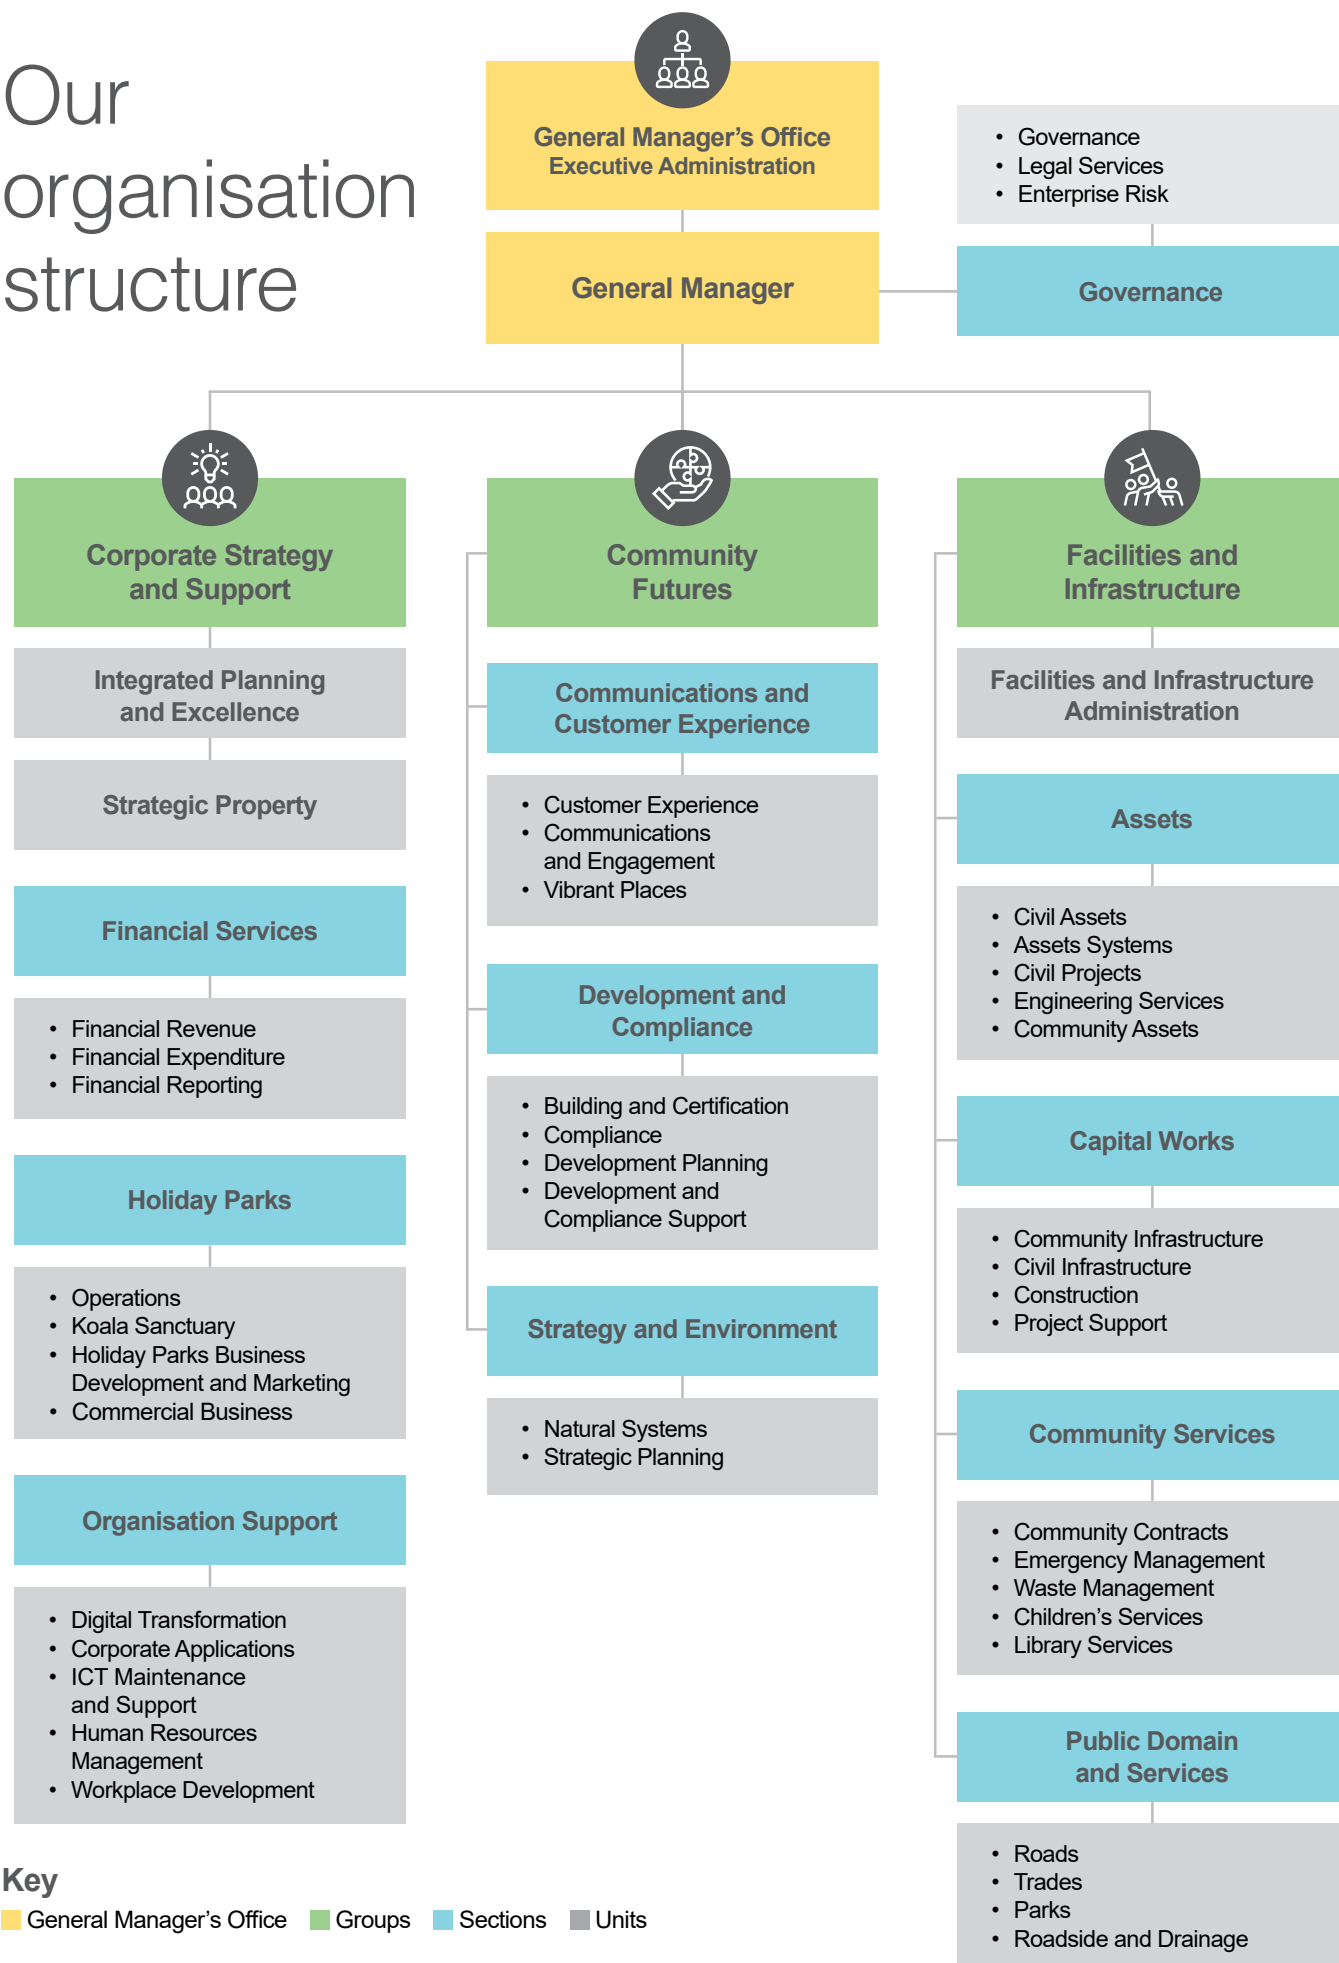 Our
organisation
structure
General Manager's Office
Executive Administration
General Manager
• Governance
• Legal Services
• Enterprise Risk
Governance
Corporate Strategy
and Support
Integrated Planning
and Excellence
Strategic Property
Financial Services
• Financial Revenue
• Financial Expenditure
• Financial Reporting
Holiday Parks
• Operations
• Koala Sanctuary
• Holiday Parks Business
Development and Marketing
• Commercial Business
Organisation Support
• Digital Transformation
• Corporate Applications
• ICT Maintenance
and Support
• Human Resources
Management
• Workplace Development
Community
Futures
Communications and
Customer Experience
• Customer Experience
• Communications
and Engagement
• Vibrant Places
Development and
Compliance
• Building and Certification
• Compliance
• Development Planning
• Development and
Compliance Support
Strategy and Environment
• Natural Systems
• Strategic Planning
Facilities and
Infrastructure
Facilities and Infrastructure
Administration
Assets
• Civil Assets
• Assets Systems
• Civil Projects
• Engineering Services
• Community Assets
Capital Works
• Community Infrastructure
• Civil Infrastructure
• Construction
• Project Support
Community Services
• Community Contracts
• Emergency Management
• Waste Management
• Children's Services
• Library Services
Public Domain
and Services
• Roads
• Trades
• Parks
• Roadside and Drainage
Key
General Manager's Office Groups Sections Units